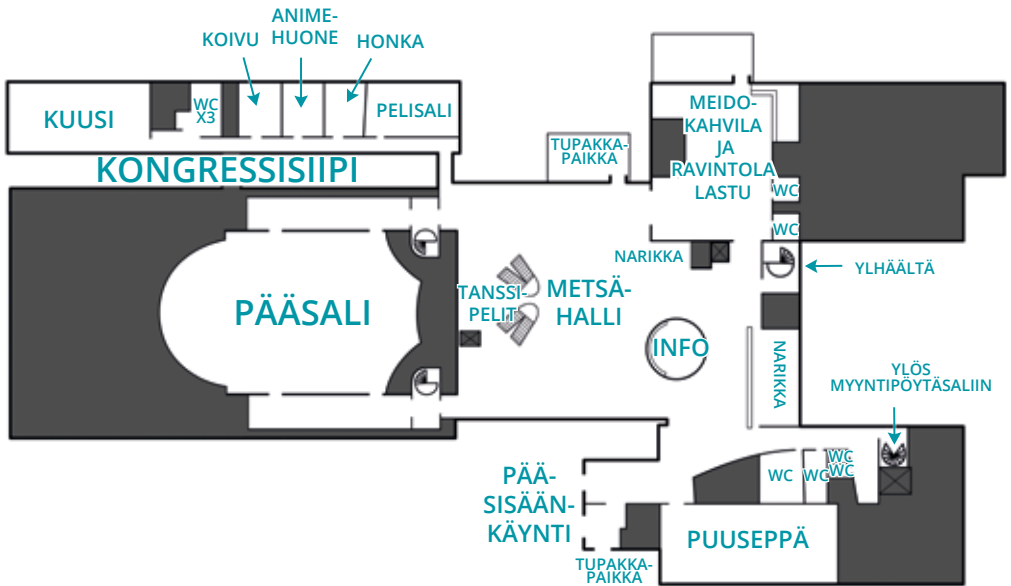 ANIME-
HUONE
KOIVU
HONKA
KUUSI
WC
X3
PELISALI
KONGRESSISIIPI
TUPAKKA-
PAIKKA
MEIDO-
KAHVILA
JA
RAVINTOLA
LASTU
WC
WC
NARIKKA
YLHÄÄLTÄ
PÄÄSALI
TANSSI-
PELIT
METSÄ-
HALLI
INFO
NARIKKA
YLÖS
MYYNTIPÖYTÄSALIIN
PÄÄ-
SISÄÄN-
KÄYNTI
WC
WC
WC
WC
PUUSEPPÄ
TUPAKKA-
PAIKKA